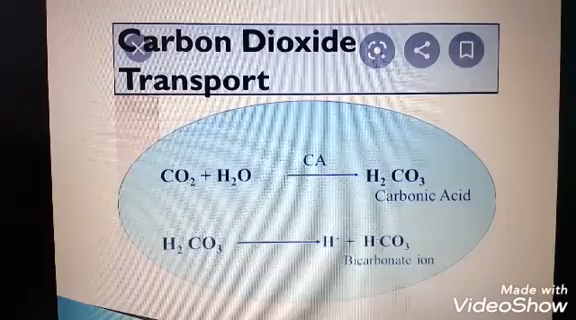 Carbon Dioxide
Transport
CA
CO₂ + H₂O ⟶ H₂ CO₃
Carbonic Acid
H₂ CO₃ ⟶ H⁺ + HCO₃
Bicarbonate ion
Made with
VideoShow